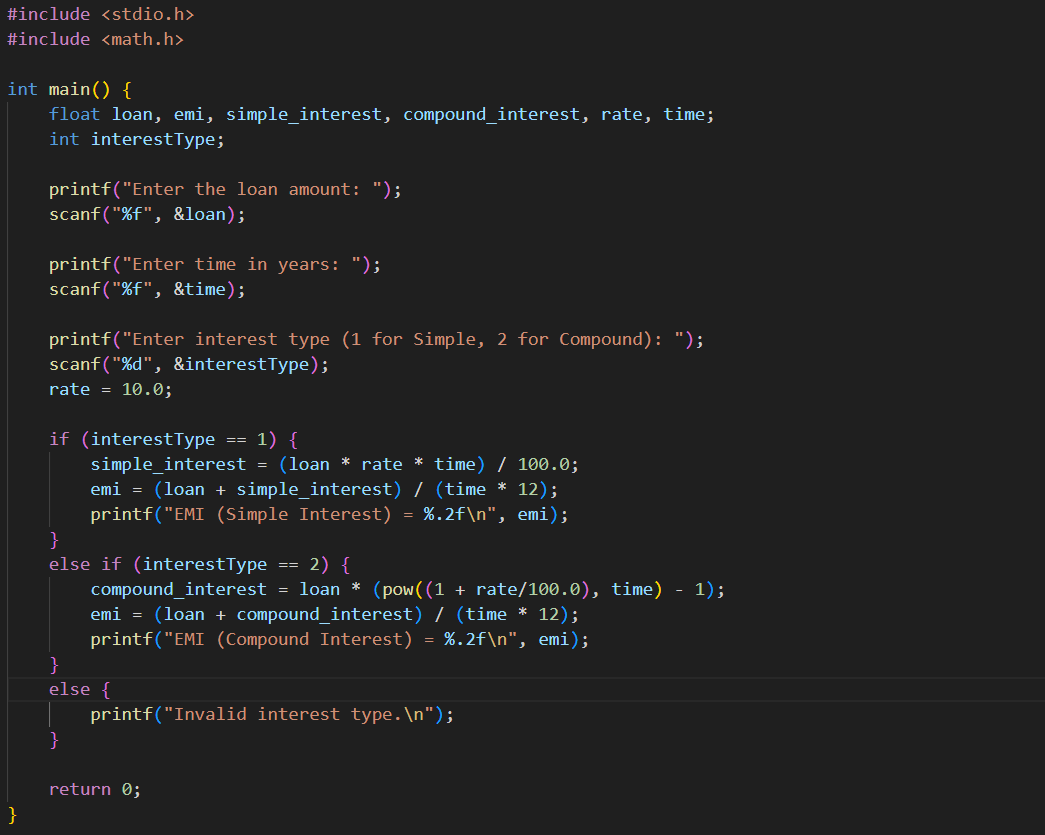 #include <stdio.h>
#include <math.h>

int main() {
    float loan, emi, simple_interest, compound_interest, rate, time;
    int interestType;

    printf("Enter the loan amount: ");
    scanf("%f", &loan);

    printf("Enter time in years: ");
    scanf("%f", &time);

    printf("Enter interest type (1 for Simple, 2 for Compound): ");
    scanf("%d", &interestType);
    rate = 10.0;

    if (interestType == 1) {
        simple_interest = (loan * rate * time) / 100.0;
        emi = (loan + simple_interest) / (time * 12);
        printf("EMI (Simple Interest) = %.2f\n", emi);
    }
    else if (interestType == 2) {
        compound_interest = loan * (pow((1 + rate/100.0), time) - 1);
        emi = (loan + compound_interest) / (time * 12);
        printf("EMI (Compound Interest) = %.2f\n", emi);
    }
    else {
        printf("Invalid interest type.\n");
    }

    return 0;
}